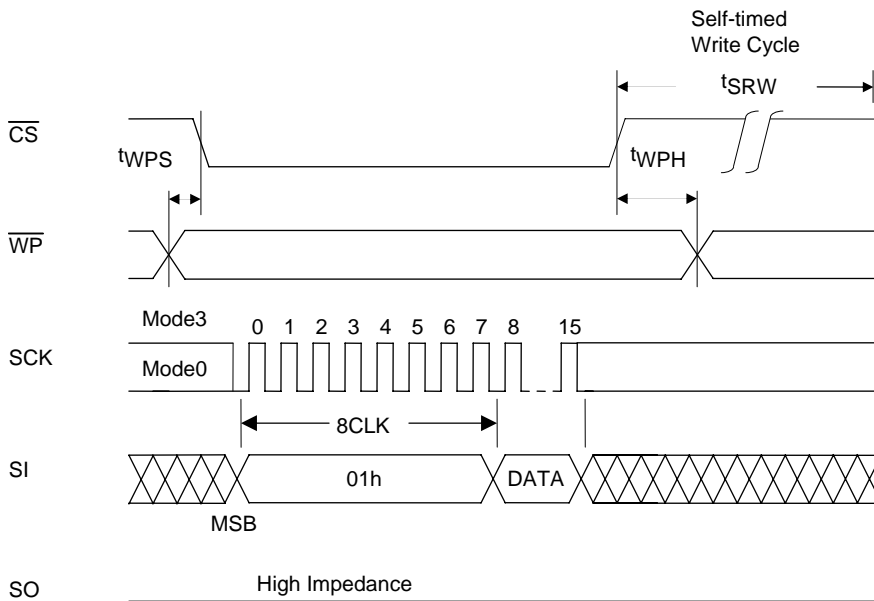 Self-timed
Write Cycle
tSRW
CS
tWPS
tWPH
WP
Mode3
0 1 2 3 4 5 6 7 8 15
SCK
Mode0
8CLK
SI
01h
DATA
MSB
SO
High Impedance